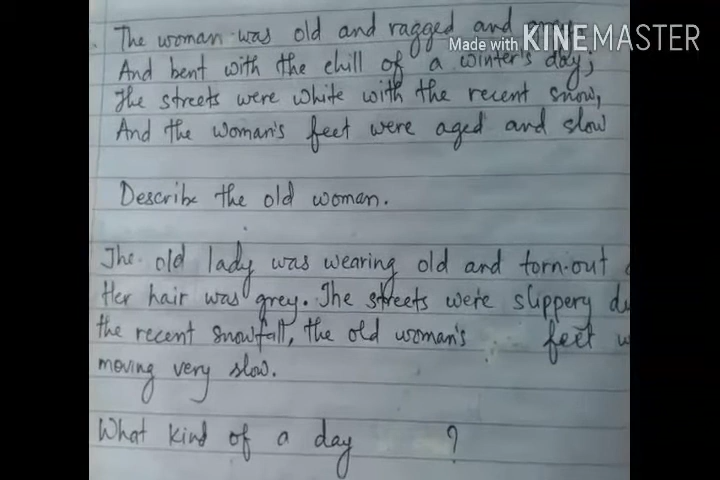 The woman was old and ragged and grey,
Made with KINEMASTER
And bent with the chill of a winter's day;
The streets were white with the recent snow,
And the woman's feet were aged and slow
Describe the old woman.
The old lady was wearing old and torn-out
Her hair was grey. The streets were slippery
the recent snowfall, the old woman's feet
moving very slow.
What kind of a day ?